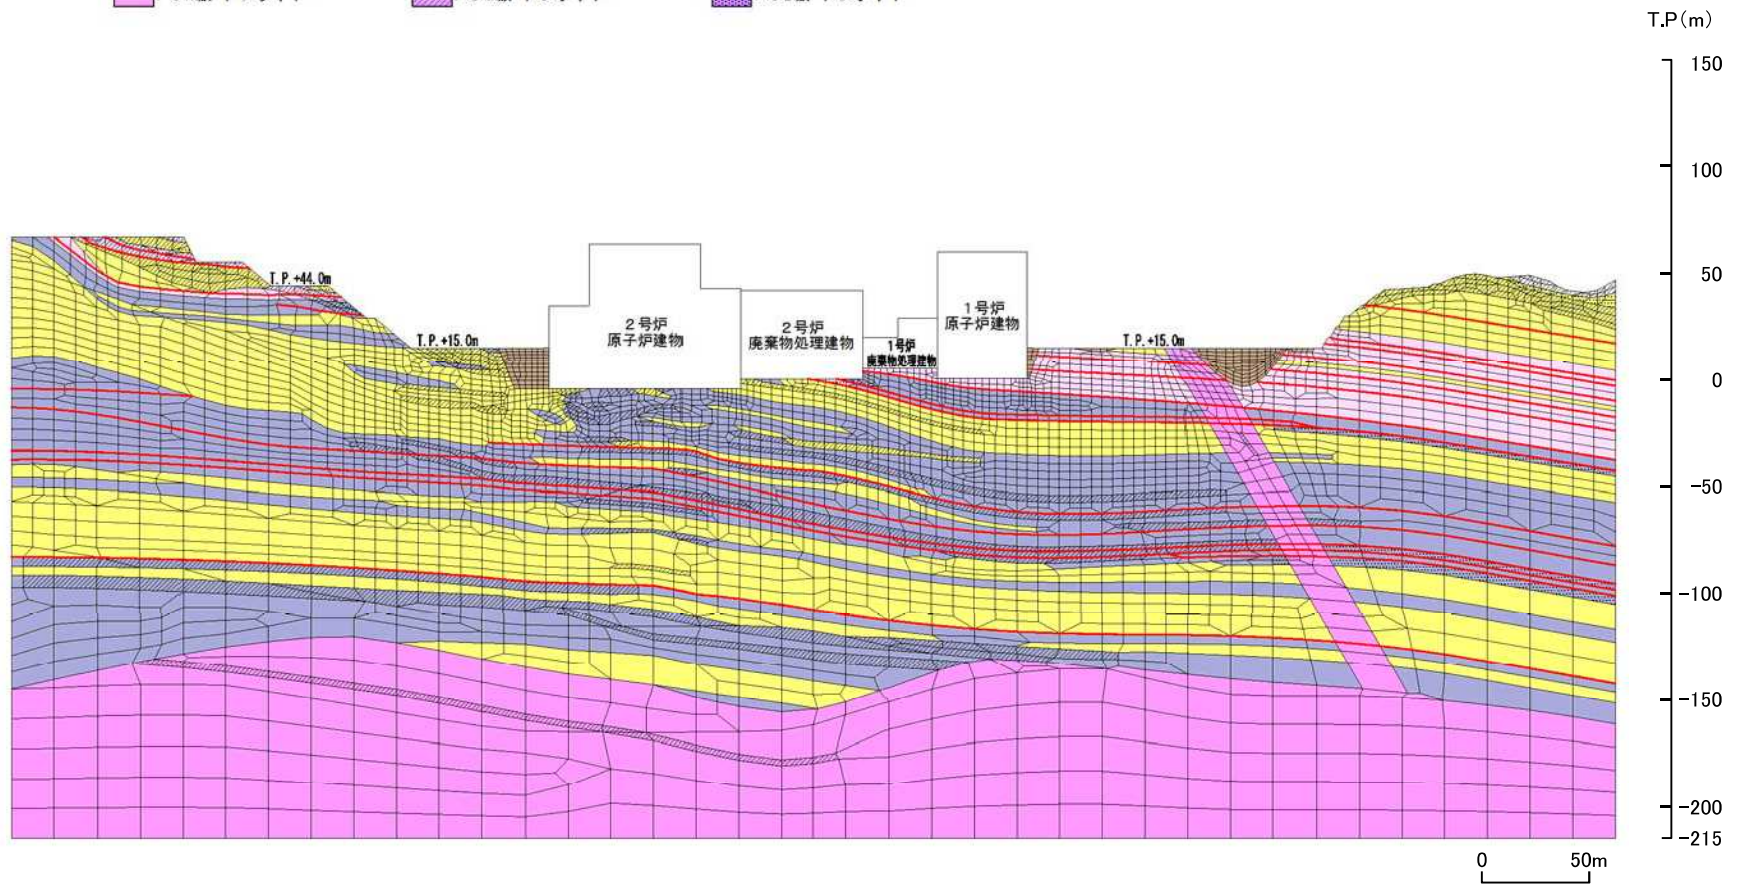 T.P(m)
150
100
50
0
-50
-100
-150
-200
-215
T.P.+44.0m
T.P.+15.0m
2号炉
原子炉建物
2号炉
廃棄物処理建物
1号炉
廃棄物処理建物
1号炉
原子炉建物
T.P.+15.0m
0 50m